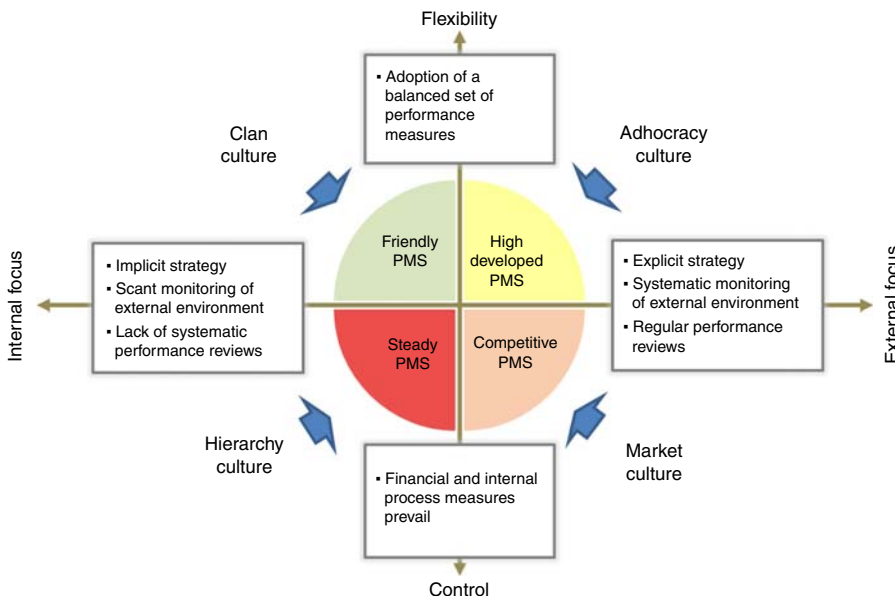 Flexibility
▪ Adoption of a
balanced set of
performance
measures
Clan
culture
Adhocracy
culture
Friendly
PMS
High
developed
PMS
Internal focus
▪ Implicit strategy
▪ Scant monitoring of
external environment
▪ Lack of systematic
performance reviews
▪ Explicit strategy
▪ Systematic monitoring
of external environment
▪ Regular performance
reviews
External focus
Steady
PMS
Competitive
PMS
Hierarchy
culture
Market
culture
▪ Financial and internal
process measures
prevail
Control